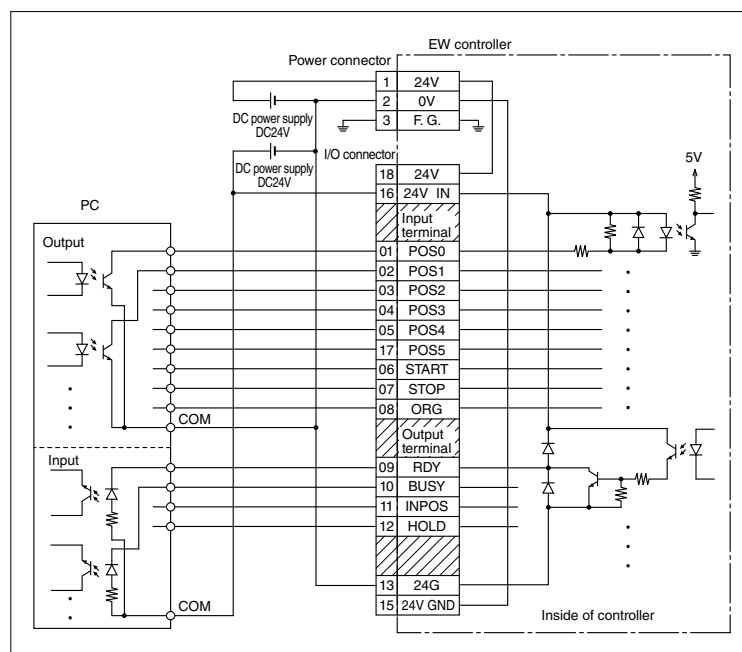 EW controller
Power connector
1 24V
2 0V
3 F. G.
DC power supply
DC24V
DC power supply
DC24V
I/O connector
18 24V
16 24V IN
5V
PC
Input
terminal
Output
01 POS0
02 POS1
03 POS2
04 POS3
05 POS4
17 POS5
06 START
07 STOP
08 ORG
COM
Output
terminal
Input
09 RDY
10 BUSY
11 INPOS
12 HOLD
13 24G
COM
15 24V GND
Inside of controller